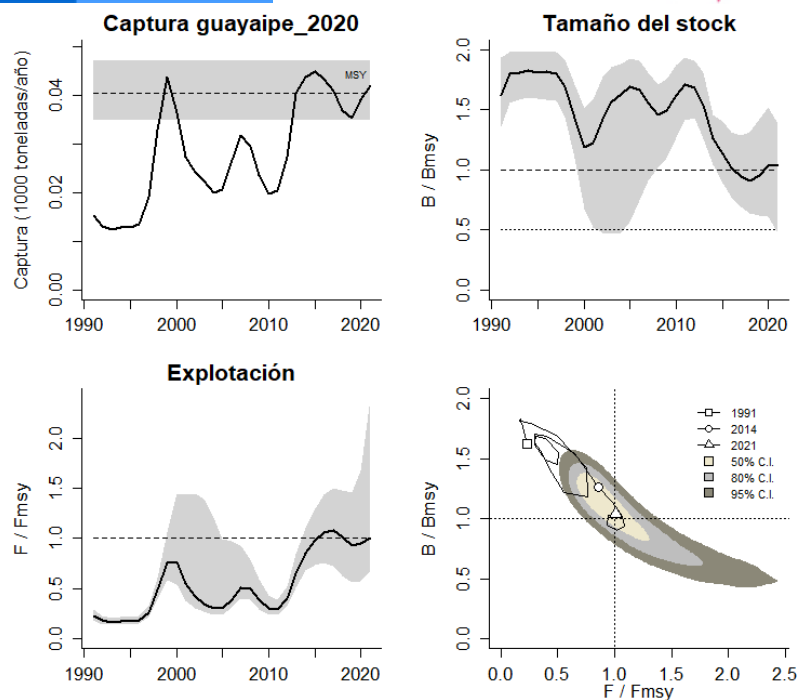 Captura guayaipe_2020
Captura (1000 toneladas/año)
0.00 0.02 0.04
MSY
1990 2000 2010 2020
Tamaño del stock
B / Bmsy
0.0 0.5 1.0 1.5 2.0
1990 2000 2010 2020
Explotación
F / Fmsy
0.0 0.5 1.0 1.5 2.0
1990 2000 2010 2020
B / Bmsy
0.0 0.5 1.0 1.5 2.0
1991
2014
2021
50% C.I.
80% C.I.
95% C.I.
0.0 0.5 1.0 1.5 2.0 2.5
F / Fmsy